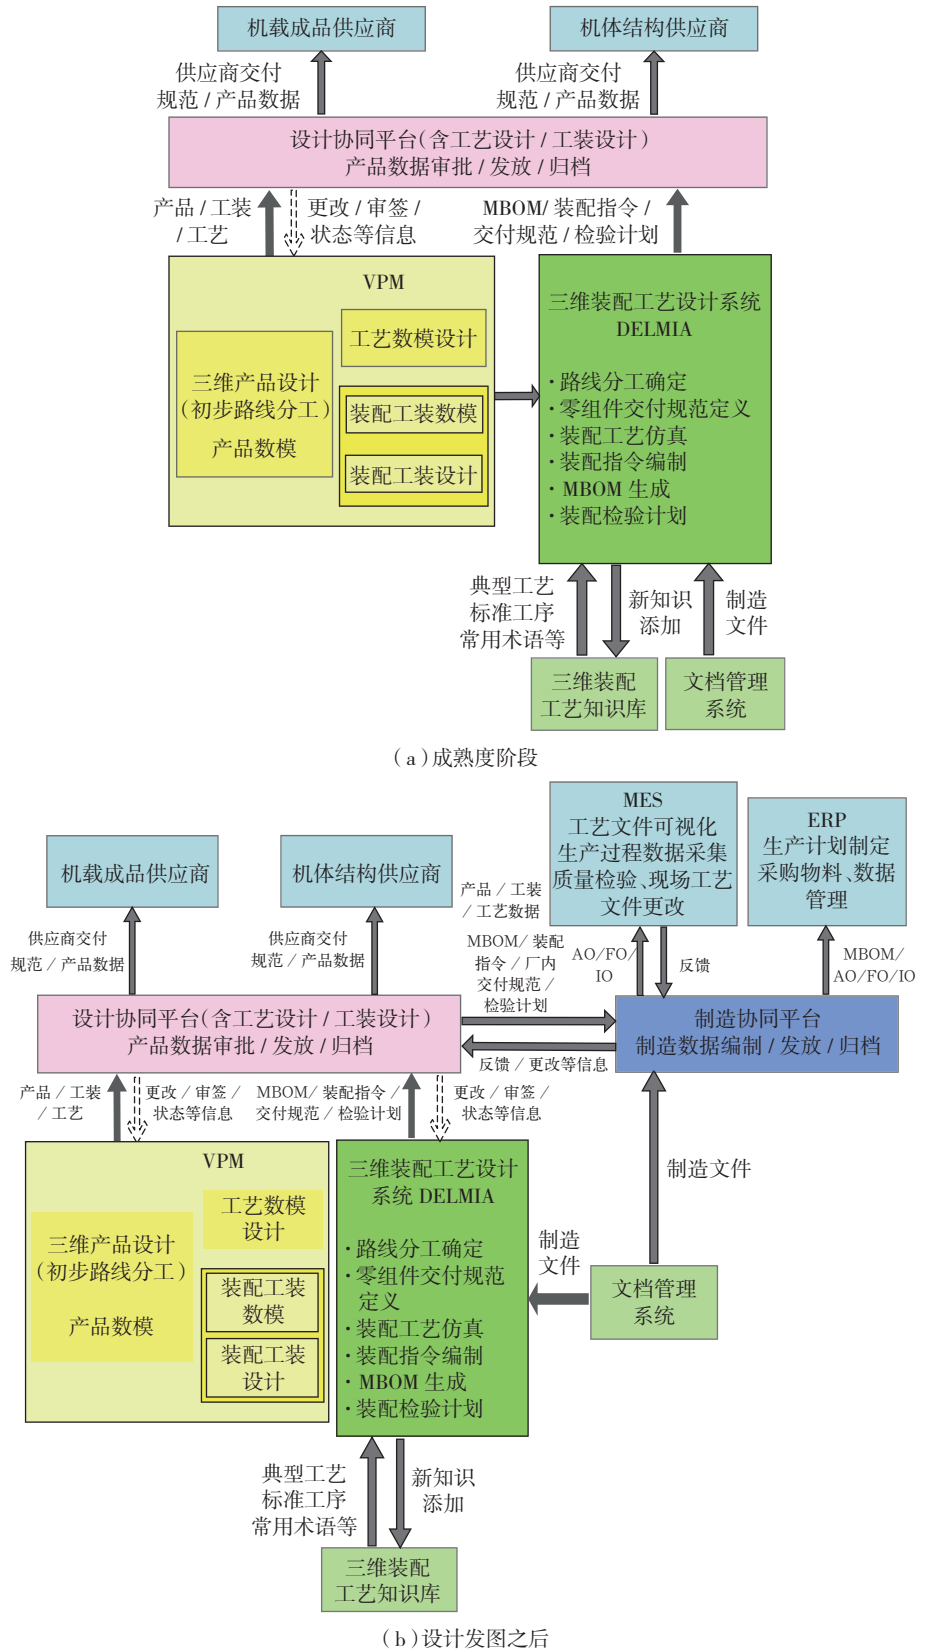 机载成品供应商
机体结构供应商
供应商交付
规范 / 产品数据
供应商交付
规范 / 产品数据
设计协同平台(含工艺设计 / 工装设计)
产品数据审批 / 发放 / 归档
产品 / 工装
/ 工艺
更改 / 审签 /
状态等信息
MBOM/ 装配指令 /
交付规范 / 检验计划
VPM
工艺数模设计
三维产品设计
(初步路线分工)
产品数模
装配工装数模
装配工装设计
三维装配工艺设计系统
DELMIA
· 路线分工确定
· 零组件交付规范定义
· 装配工艺仿真
· 装配指令编制
· MBOM 生成
· 装配检验计划
典型工艺
标准工序
常用术语等
新知识
添加
制造
文件
三维装配
工艺知识库
文档管理
系统
(a)成熟度阶段
MES
工艺文件可视化
生产过程数据采集
质量检验、现场工艺
文件更改
ERP
生产计划制定
采购物料、数据
管理
机载成品供应商
机体结构供应商
供应商交付
规范 / 产品数据
供应商交付
规范 / 产品数据
产品 / 工装
/ 工艺数据
MBOM/ 装配
指令 / 厂内
交付规范 /
检验计划
AO/FO/
IO
反馈
MBOM/
AO/FO/IO
设计协同平台(含工艺设计 / 工装设计)
产品数据审批 / 发放 / 归档
制造协同平台
制造数据编制 / 发放 / 归档
反馈 / 更改等信息
产品 / 工装
/ 工艺
更改 / 审签 /
状态等信息
MBOM/ 装配指令 /
交付规范 / 检验计划
更改 / 审签 /
状态等信息
VPM
工艺数模
设计
三维产品设计
(初步路线分工)
产品数模
装配工装
数模
装配工装
设计
三维装配工艺设计
系统 DELMIA
· 路线分工确定
· 零组件交付规范
定义
· 装配工艺仿真
· 装配指令编制
· MBOM 生成
· 装配检验计划
制造
文件
制造文件
文档管理
系统
典型工艺
标准工序
常用术语等
新知识
添加
三维装配
工艺知识库
(b)设计发图之后